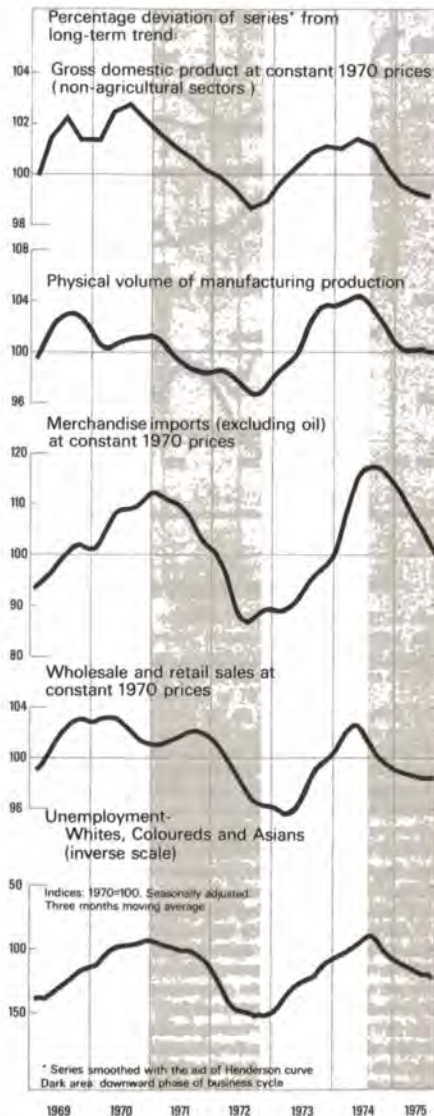 Percentage deviation of series* from
long-term trend:
Gross domestic product at constant 1970 prices
(non-agricultural sectors)
104
102
100
98
108
Physical volume of manufacturing production
104
100
96
Merchandise imports (excluding oil)
at constant 1970 prices
120
110
100
90
80
Wholesale and retail sales at
constant 1970 prices
104
100
96
Unemployment-
Whites, Coloureds and Asians
(inverse scale)
50
Indices: 1970=100. Seasonally adjusted
Three months moving average
100
150
* Series smoothed with the aid of Henderson curve
Dark area: downward phase of business cycle
1969 1970 1971 1972 1973 1974 1975